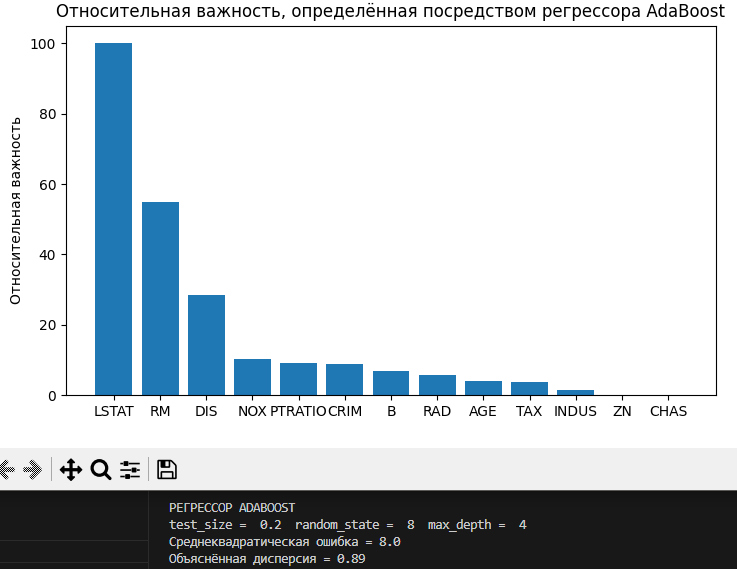 Относительная важность, определённая посредством регрессора AdaBoost
100
80
60
40
20
0
Относительная важность
LSTAT RM DIS NOX PTRATIO CRIM B RAD AGE TAX INDUS ZN CHAS
РЕГРЕССОР ADABOOST
test_size =  0.2  random_state =  8  max_depth =  4
Среднеквадратическая ошибка = 8.0
Объяснённая дисперсия = 0.89